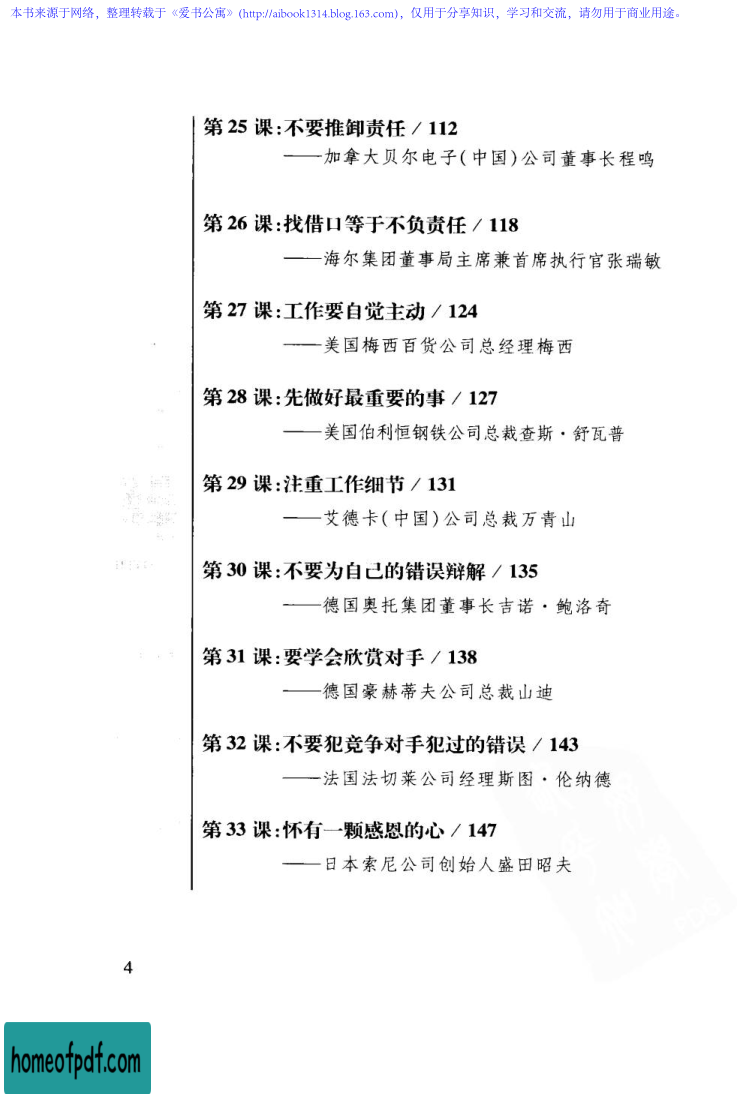 本书来源于网络，整理转载于《爱书公寓》(http://aibook1314.blog.163.com)，仅用于分享知识，学习和交流，请勿用于商业用途。
第 25 课:不要推卸责任 / 112
——加拿大贝尔电子(中国)公司董事长程鸣
第 26 课:找借口等于不负责任 / 118
——海尔集团董事局主席兼首席执行官张瑞敏
第 27 课:工作要自觉主动 / 124
——美国梅西百货公司总经理梅西
第 28 课:先做好最重要的事 / 127
——美国伯利恒钢铁公司总裁查斯·舒瓦普
第 29 课:注重工作细节 / 131
——艾德卡(中国)公司总裁万青山
第 30 课:不要为自己的错误辩解 / 135
——德国奥托集团董事长吉诺·鲍洛奇
第 31 课:要学会欣赏对手 / 138
——德国豪赫蒂夫公司总裁山迪
第 32 课:不要犯竞争对手犯过的错误 / 143
——法国法切莱公司经理斯图·伦纳德
第 33 课:怀有一颗感恩的心 / 147
——日本索尼公司创始人盛田昭夫
4
homeofpdf.com